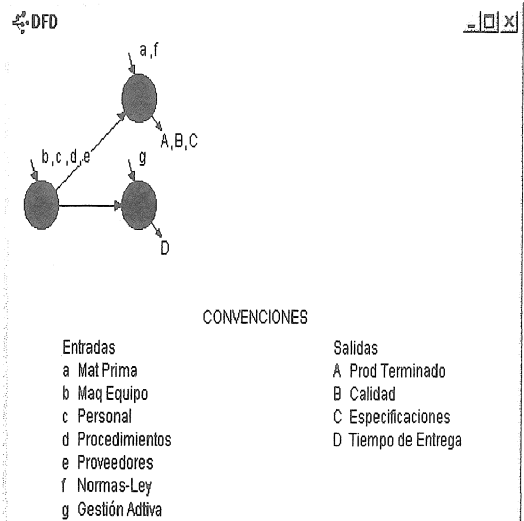 DFD
a,f
A,B,C
b,c,d,e
g
D
CONVENCIONES
Entradas
a Mat Prima
b Maq Equipo
c Personal
d Procedimientos
e Proveedores
f Normas-Ley
g Gestión Adtiva
Salidas
A Prod Terminado
B Calidad
C Especificaciones
D Tiempo de Entrega